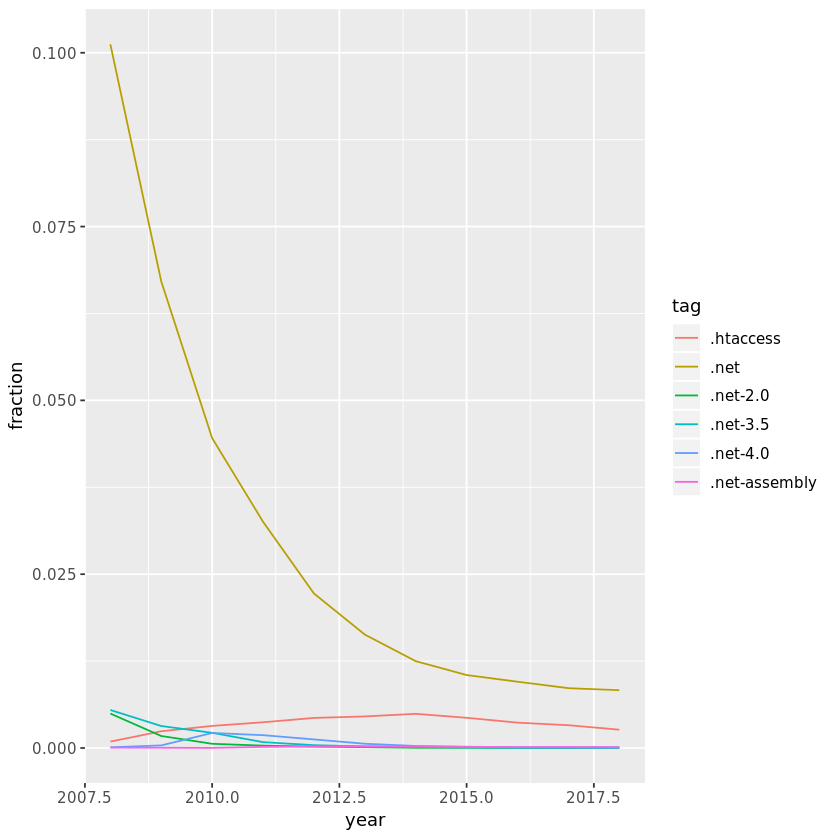 0.100
0.075
0.050
0.025
0.000
fraction
2007.5 2010.0 2012.5 2015.0 2017.5
year
tag
.htaccess
.net
.net-2.0
.net-3.5
.net-4.0
.net-assembly